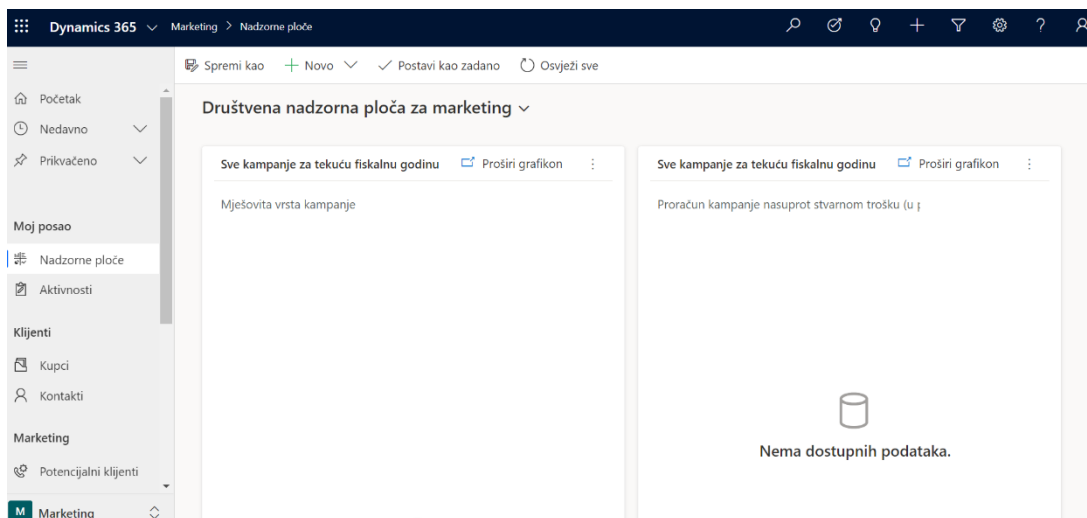 Dynamics 365 Marketing > Nadzorne ploče
Spremi kao Novo Postavi kao zadano Osvježi sve
Početak
Nedavno
Prikvačeno
Moj posao
Nadzorne ploče
Aktivnosti
Klijenti
Kupci
Kontakti
Marketing
Potencijalni klijenti
M Marketing
Društvena nadzorna ploča za marketing
Sve kampanje za tekuću fiskalnu godinu Proširi grafikon
Mješovita vrsta kampanje
Sve kampanje za tekuću fiskalnu godinu Proširi grafikon
Proračun kampanje nasuprot stvarnom trošku (u
Nema dostupnih podataka.